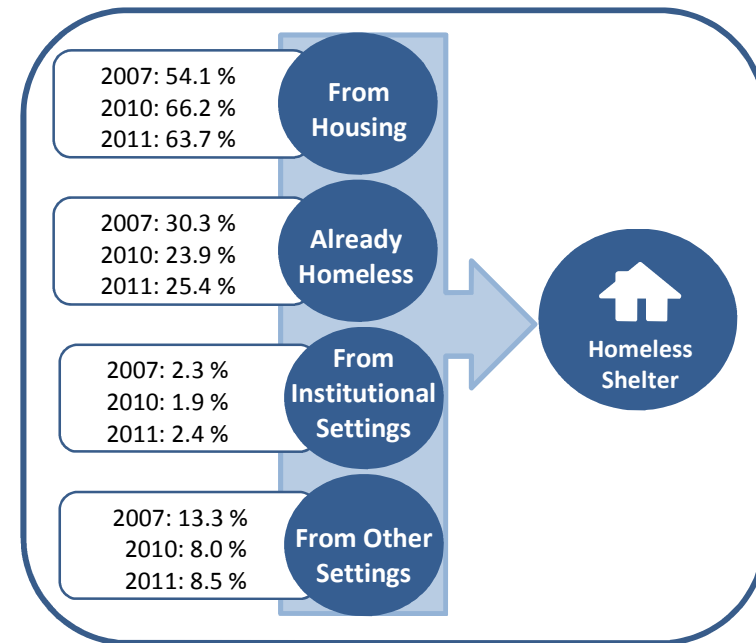 2007: 54.1 %
2010: 66.2 %
2011: 63.7 %
From
Housing
2007: 30.3 %
2010: 23.9 %
2011: 25.4 %
Already
Homeless
2007: 2.3 %
2010: 1.9 %
2011: 2.4 %
From
Institutional
Settings
2007: 13.3 %
2010: 8.0 %
2011: 8.5 %
From Other
Settings
Homeless
Shelter